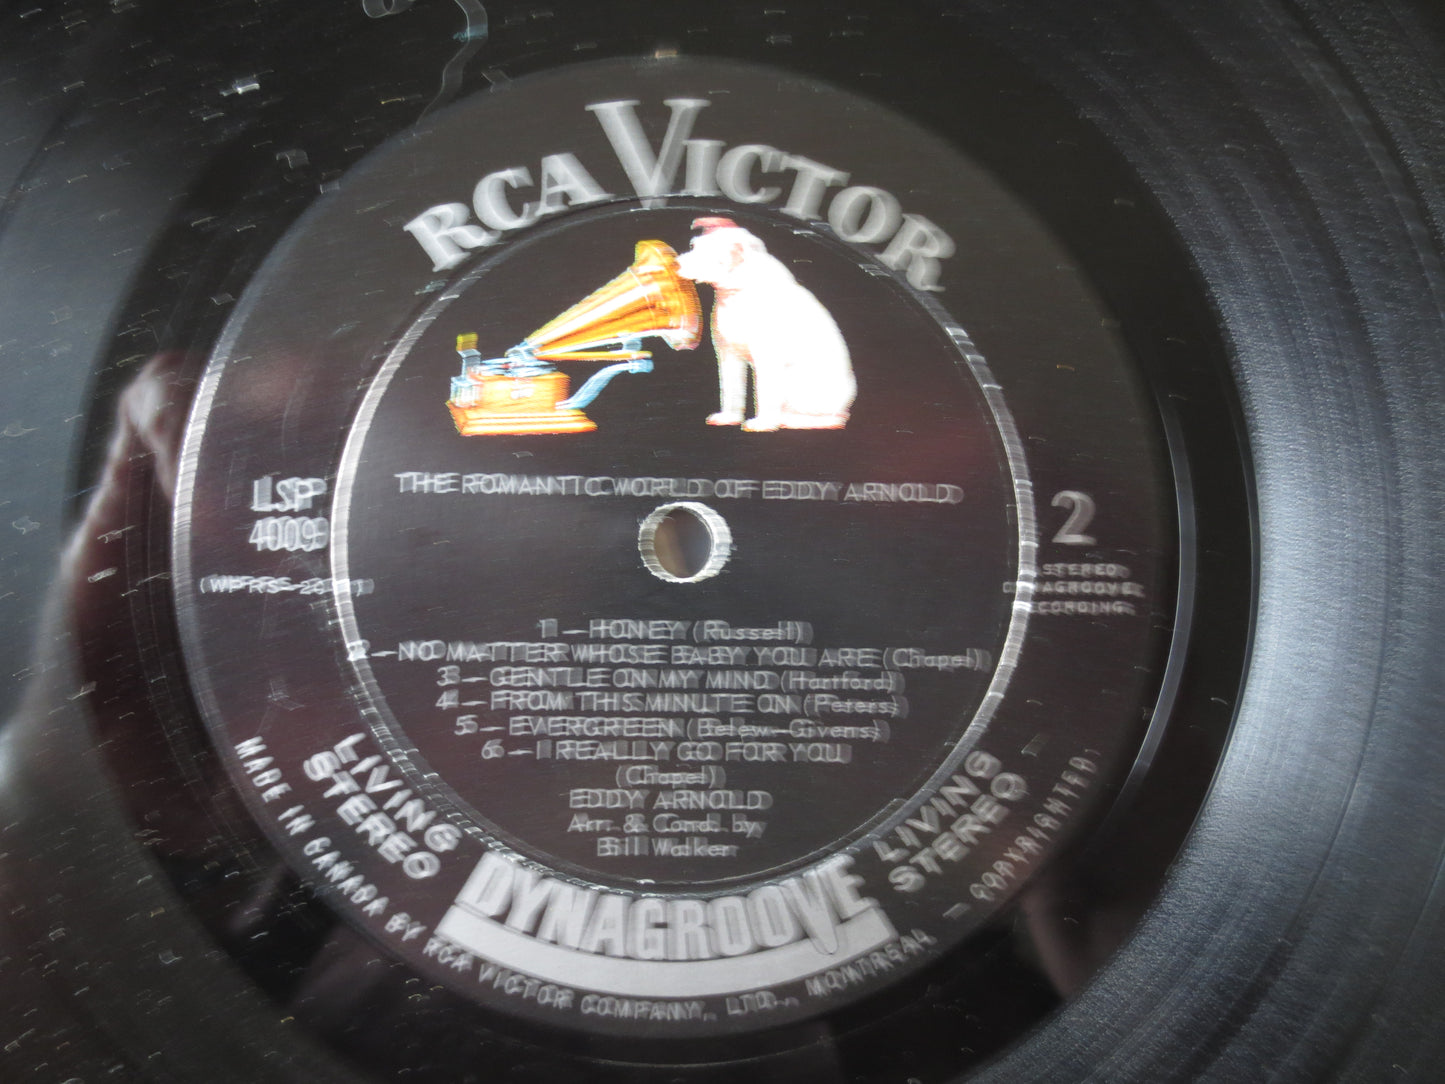 RCA VICTOR
THE ROMANTIC WORLD OF EDDY ARNOLD
LSP
4009
2
STEREO
DYNAGROOVE
RECORDING
1 - HONEY (Russell)
2 - NO MATTER WHOSE BABY YOU ARE (Chapel)
3 - GENTLE ON MY MIND (Hartford)
4 - FROM THIS MINUTE ON (Peters)
5 - EVERGREEN (Belew-Givens)
6 - I REALLY GO FOR YOU
(Chapel)
EDDY ARNOLD
Arr. & Cond. by
Bill Walker
LIVING
STEREO
LIVING
STEREO
DYNAGROOVE
MADE IN CANADA BY RCA VICTOR COMPANY, LTD., MONTREAL - COPYRIGHTED